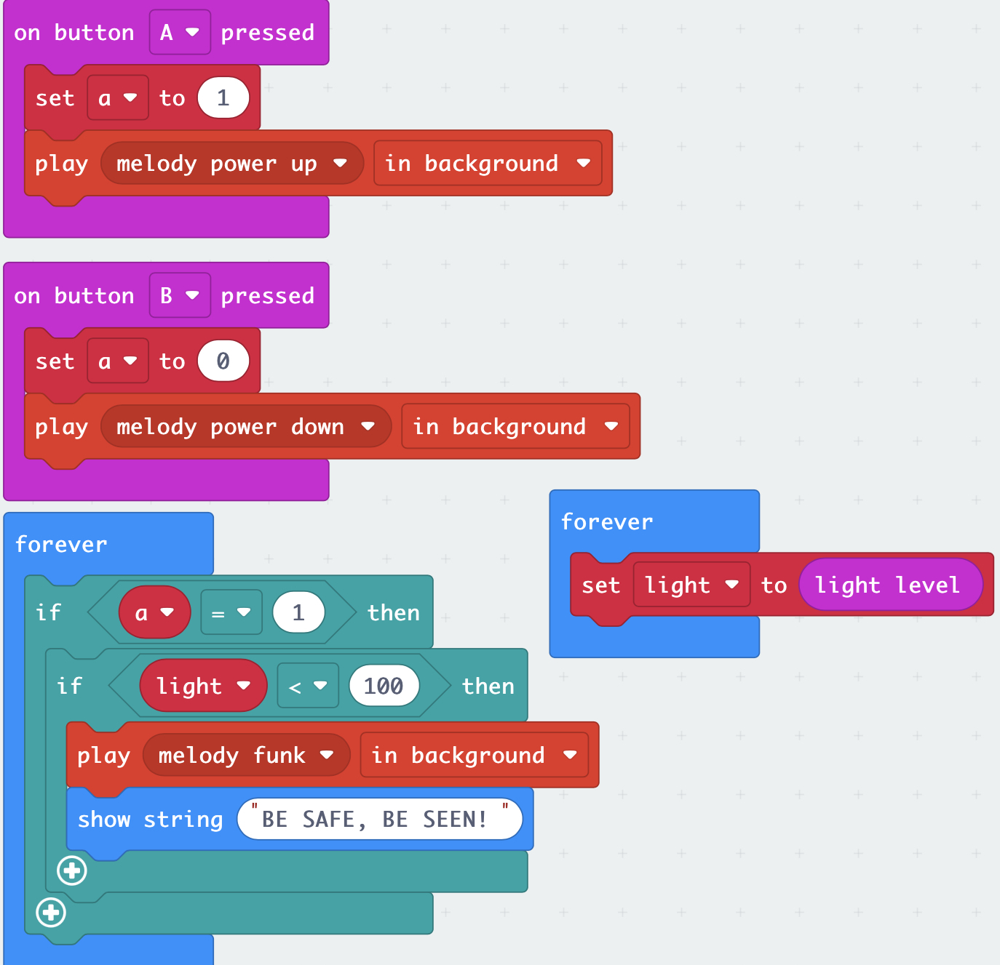 on button A pressed
set a to 1
play melody power up in background
on button B pressed
set a to 0
play melody power down in background
forever
if a = 1 then
if light < 100 then
play melody funk in background
show string "BE SAFE, BE SEEN! "
forever
set light to light level